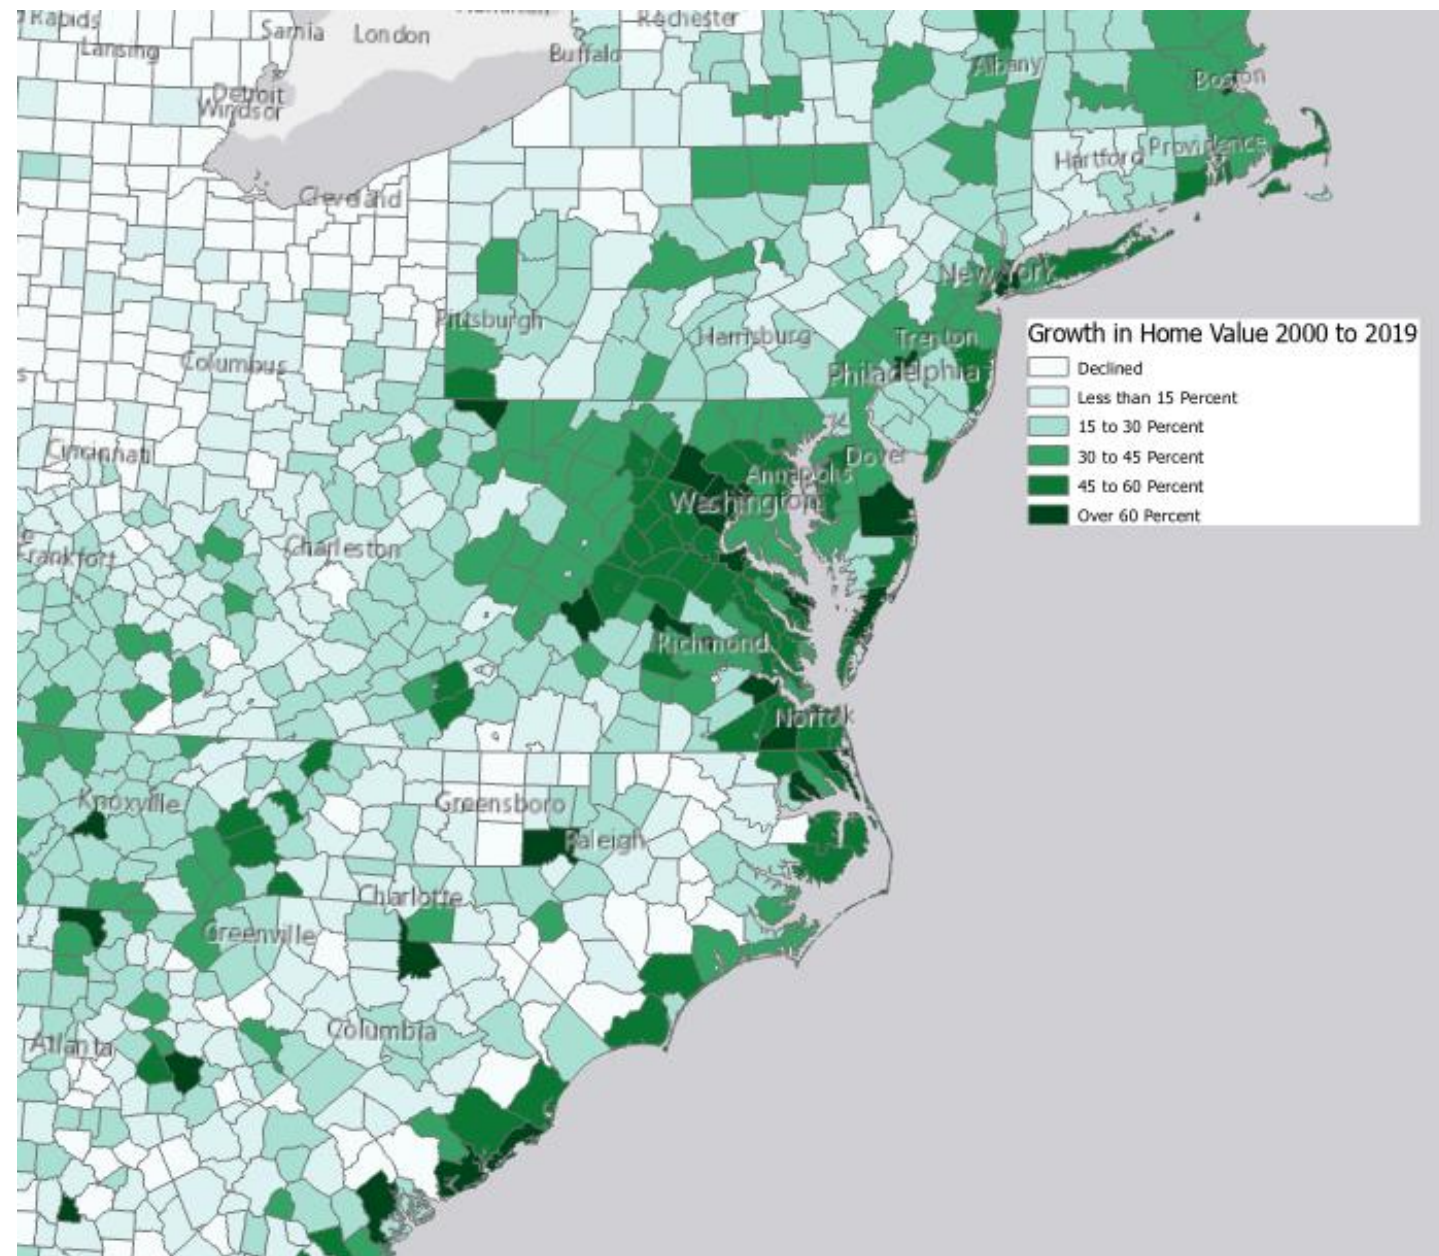 Rapids
Lansing
Sarnia
London
Rochester
Buffalo
Detroit
Windsor
Albany
Boston
Cleveland
Hartford
Providence
New York
Pittsburgh
Harrisburg
Trenton
Philadelphia
Columbus
Growth in Home Value 2000 to 2019
Declined
Less than 15 Percent
15 to 30 Percent
30 to 45 Percent
45 to 60 Percent
Over 60 Percent
Cincinnati
Dover
Annapolis
Washington
Frankfort
Charleston
Richmond
Norfolk
Knoxville
Greensboro
Raleigh
Charlotte
Greenville
Columbia
Atlanta